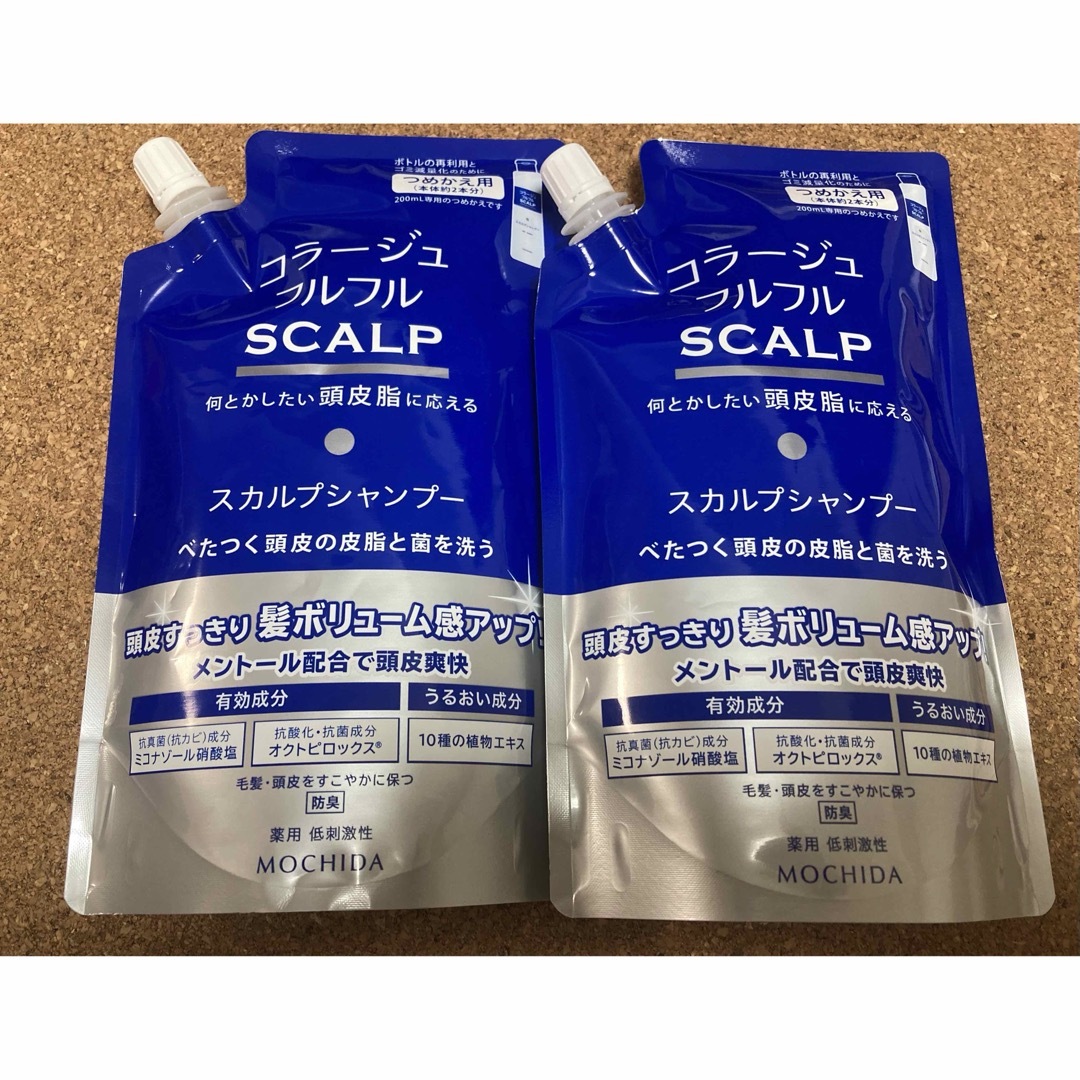 ボトルの再利用と
ゴミ減量化のために
つめかえ用
(本体約2本分)
200mL専用のつめかえです
コラージュ
フルフル
SCALP
何とかしたい頭皮脂に応える
スカルプシャンプー
べたつく頭皮の皮脂と菌を洗う
頭皮すっきり髪ボリューム感アップ!
メントール配合で頭皮爽快
有効成分 うるおい成分
抗真菌(抗カビ)成分 抗酸化・抗菌成分
ミコナゾール硝酸塩 オクトピロックス® 10種の植物エキス
毛髪・頭皮をすこやかに保つ
防臭
薬用 低刺激性
MOCHIDA
ボトルの再利用と
ゴミ減量化のために
つめかえ用
(本体約2本分)
200mL専用のつめかえです
コラージュ
フルフル
SCALP
何とかしたい頭皮脂に応える
スカルプシャンプー
べたつく頭皮の皮脂と菌を洗う
頭皮すっきり髪ボリューム感アップ!
メントール配合で頭皮爽快
有効成分 うるおい成分
抗真菌(抗カビ)成分 抗酸化・抗菌成分
ミコナゾール硝酸塩 オクトピロックス® 10種の植物エキス
毛髪・頭皮をすこやかに保つ
防臭
薬用 低刺激性
MOCHIDA